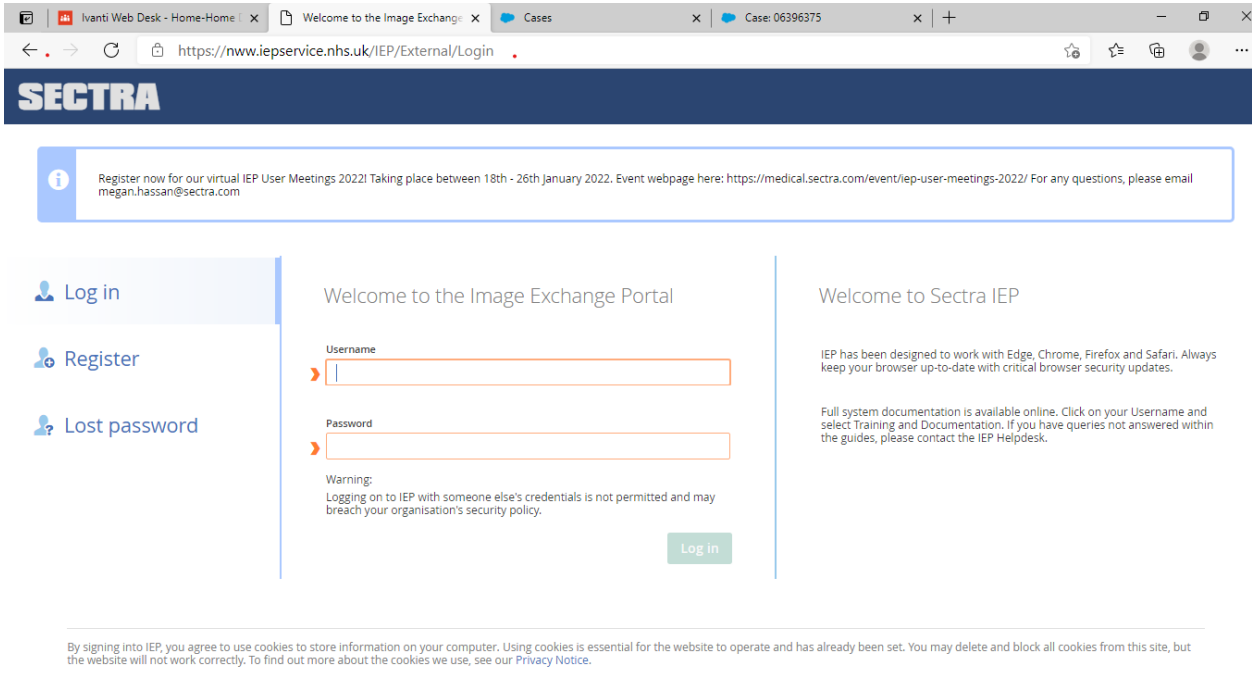 Ivanti Web Desk - Home-Home
Welcome to the Image Exchange
Cases
Case: 06396375
https://nww.iepservice.nhs.uk/IEP/External/Login
SECTRA
Register now for our virtual IEP User Meetings 2022! Taking place between 18th - 26th January 2022. Event webpage here: https://medical.sectra.com/event/iep-user-meetings-2022/ For any questions, please email
megan.hassan@sectra.com
Log in
Register
Lost password
Welcome to the Image Exchange Portal
Username
Password
Warning:
Logging on to IEP with someone else's credentials is not permitted and may
breach your organisation's security policy.
Log in
Welcome to Sectra IEP
IEP has been designed to work with Edge, Chrome, Firefox and Safari. Always
keep your browser up-to-date with critical browser security updates.
Full system documentation is available online. Click on your Username and
select Training and Documentation. If you have queries not answered within
the guides, please contact the IEP Helpdesk.
By signing into IEP, you agree to use cookies to store information on your computer. Using cookies is essential for the website to operate and has already been set. You may delete and block all cookies from this site, but
the website will not work correctly. To find out more about the cookies we use, see our Privacy Notice.